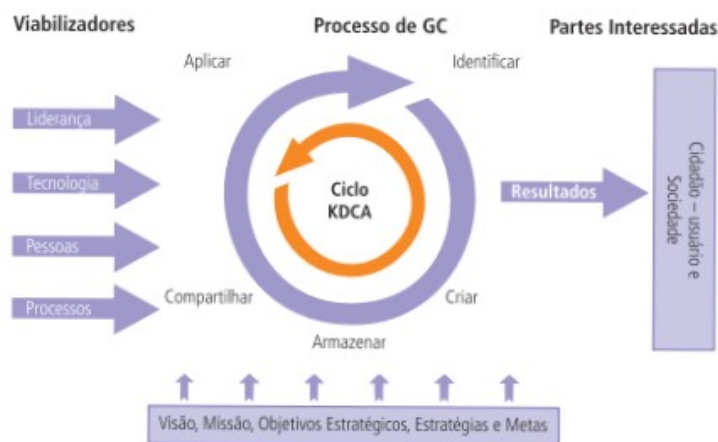 Viabilizadores
Processo de GC
Partes Interessadas
Aplicar
Identificar
Liderança
Tecnologia
Pessoas
Processos
Ciclo
KDCA
Resultados
Cidadão – usuário e
Sociedade
Compartilhar
Criar
Armazenar
Visão, Missão, Objetivos Estratégicos, Estratégias e Metas